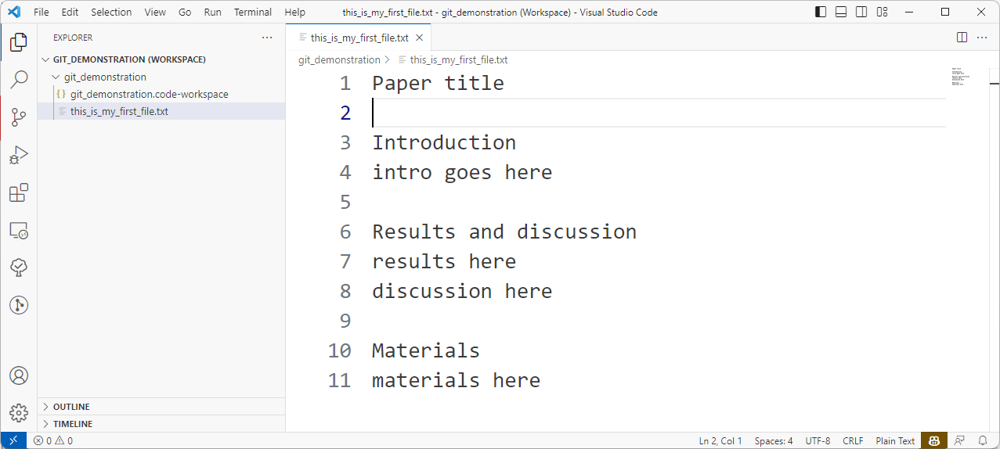 File Edit Selection View Go Run Terminal Help this_is_my_first_file.txt - git_demonstration (Workspace) - Visual Studio Code
EXPLORER
GIT_DEMONSTRATION (WORKSPACE)
git_demonstration
{} git_demonstration.code-workspace
this_is_my_first_file.txt
OUTLINE
TIMELINE
this_is_my_first_file.txt
git_demonstration > this_is_my_first_file.txt
1 Paper title
2
3 Introduction
4 intro goes here
5
6 Results and discussion
7 results here
8 discussion here
9
10 Materials
11 materials here
0 0 Ln 2, Col 1 Spaces: 4 UTF-8 CRLF Plain Text